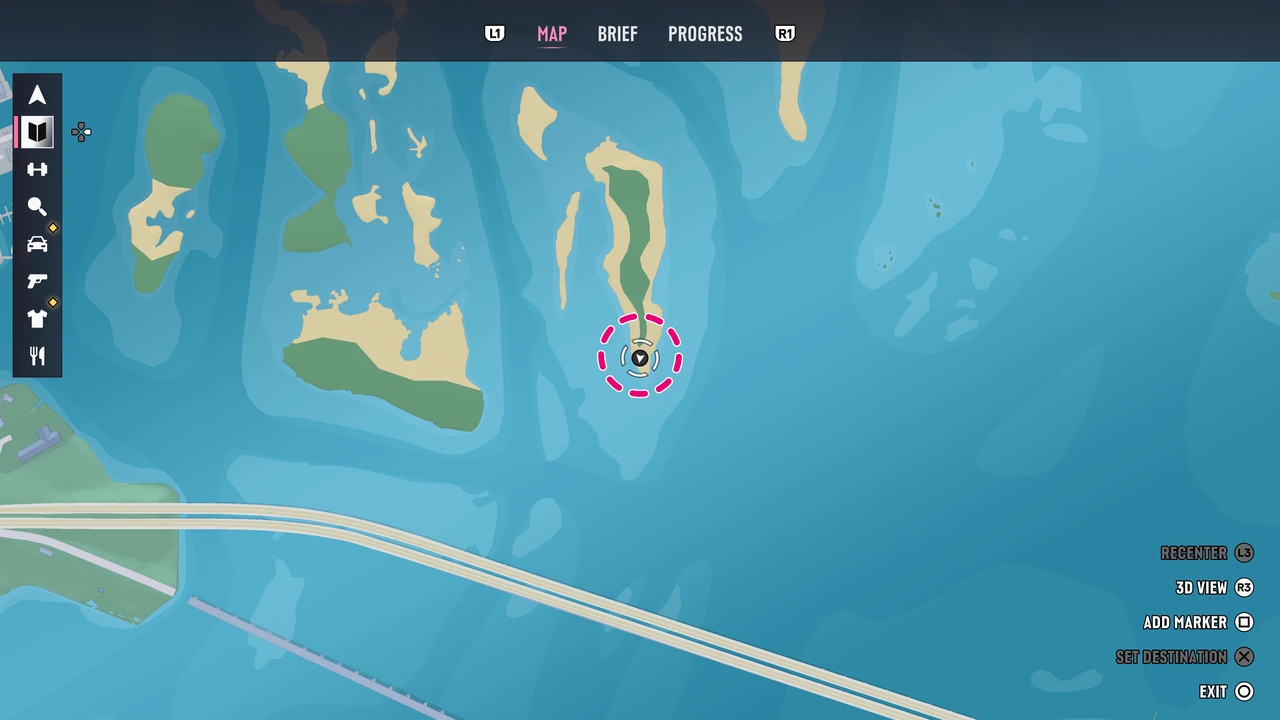 L1 MAP BRIEF PROGRESS R1
RECENTER L3
3D VIEW R3
ADD MARKER
SET DESTINATION
EXIT